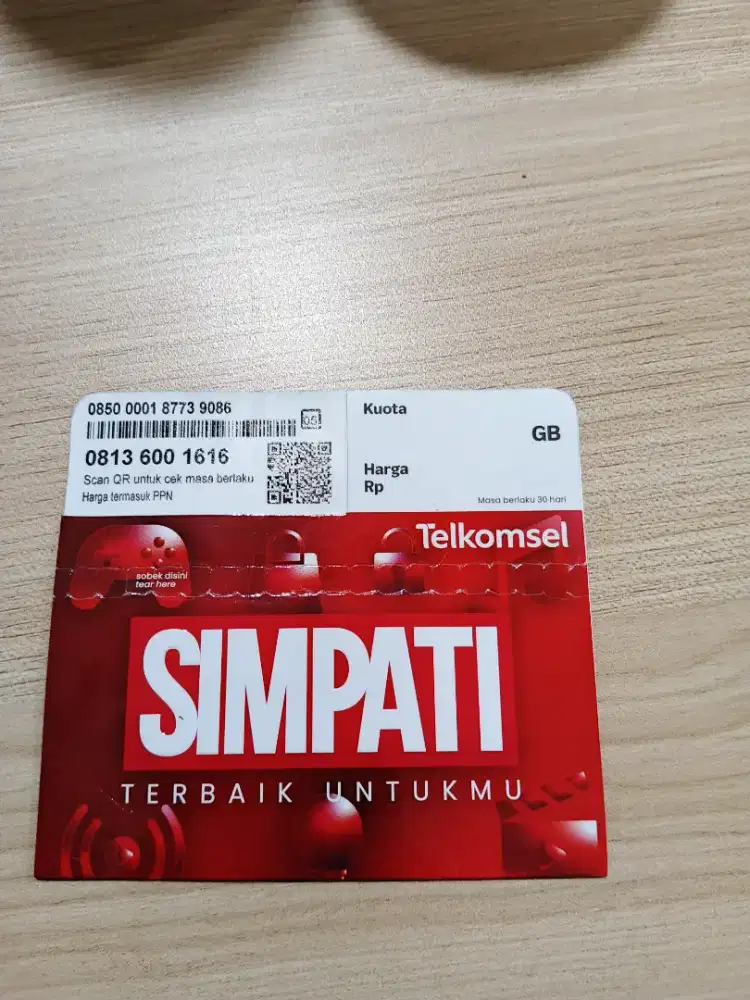 0850 0001 8773 9086
05
0813 600 1616
Scan QR untuk cek masa berlaku
Harga termasuk PPN
Kuota
GB
Harga
Rp
Masa berlaku 30 hari
Telkomsel
sobek disini
tear here
SIMPATI
TERBAIK UNTUKMU